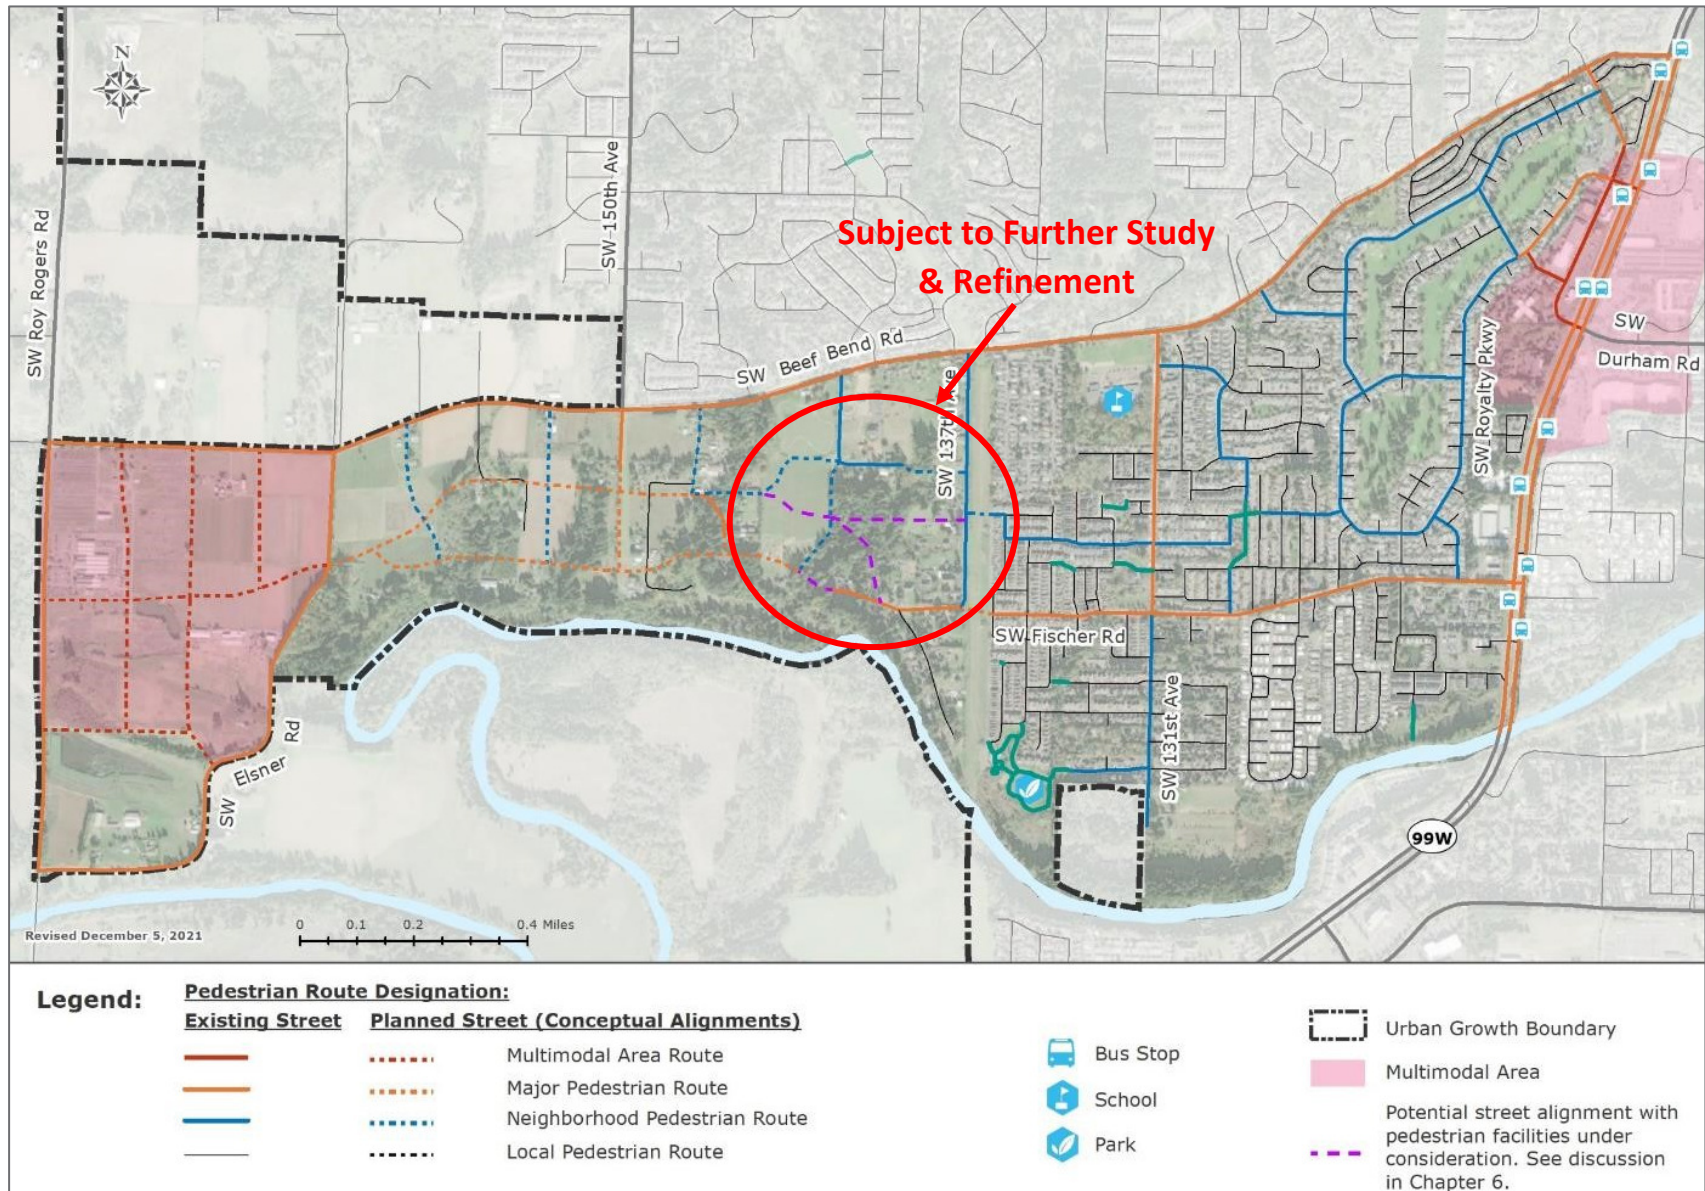 N
SW Roy Rogers Rd
SW 150th Ave
Subject to Further Study
& Refinement
SW Beef Bend Rd
SW 137th Ave
SW Royalty Pkwy
SW
Durham Rd
SW Fischer Rd
SW 131st Ave
SW Elsner Rd
99W
0 0.1 0.2 0.4 Miles
Revised December 5, 2021
Legend:
Pedestrian Route Designation:
Existing Street Planned Street (Conceptual Alignments)
Multimodal Area Route
Major Pedestrian Route
Neighborhood Pedestrian Route
Local Pedestrian Route
Bus Stop
School
Park
Urban Growth Boundary
Multimodal Area
Potential street alignment with
pedestrian facilities under
consideration. See discussion
in Chapter 6.